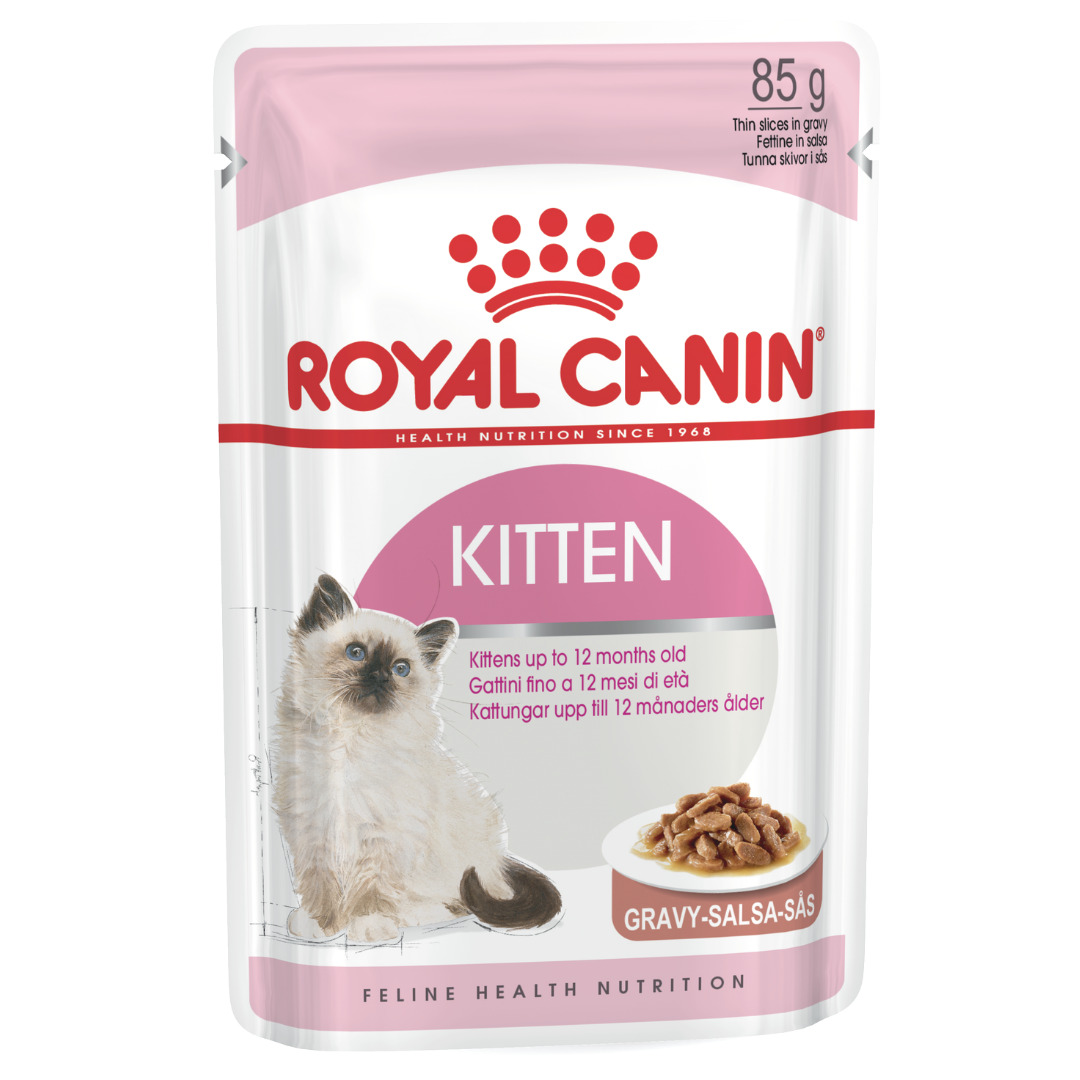 85 g
Thin slices in gravy
Fettine in salsa
Tunna skivor i sås
ROYAL CANIN®
HEALTH NUTRITION SINCE 1968
KITTEN
Kittens up to 12 months old
Gattini fino a 12 mesi di età
Kattungar upp till 12 månaders ålder
GRAVY-SALSA-SÅS
FELINE HEALTH NUTRITION